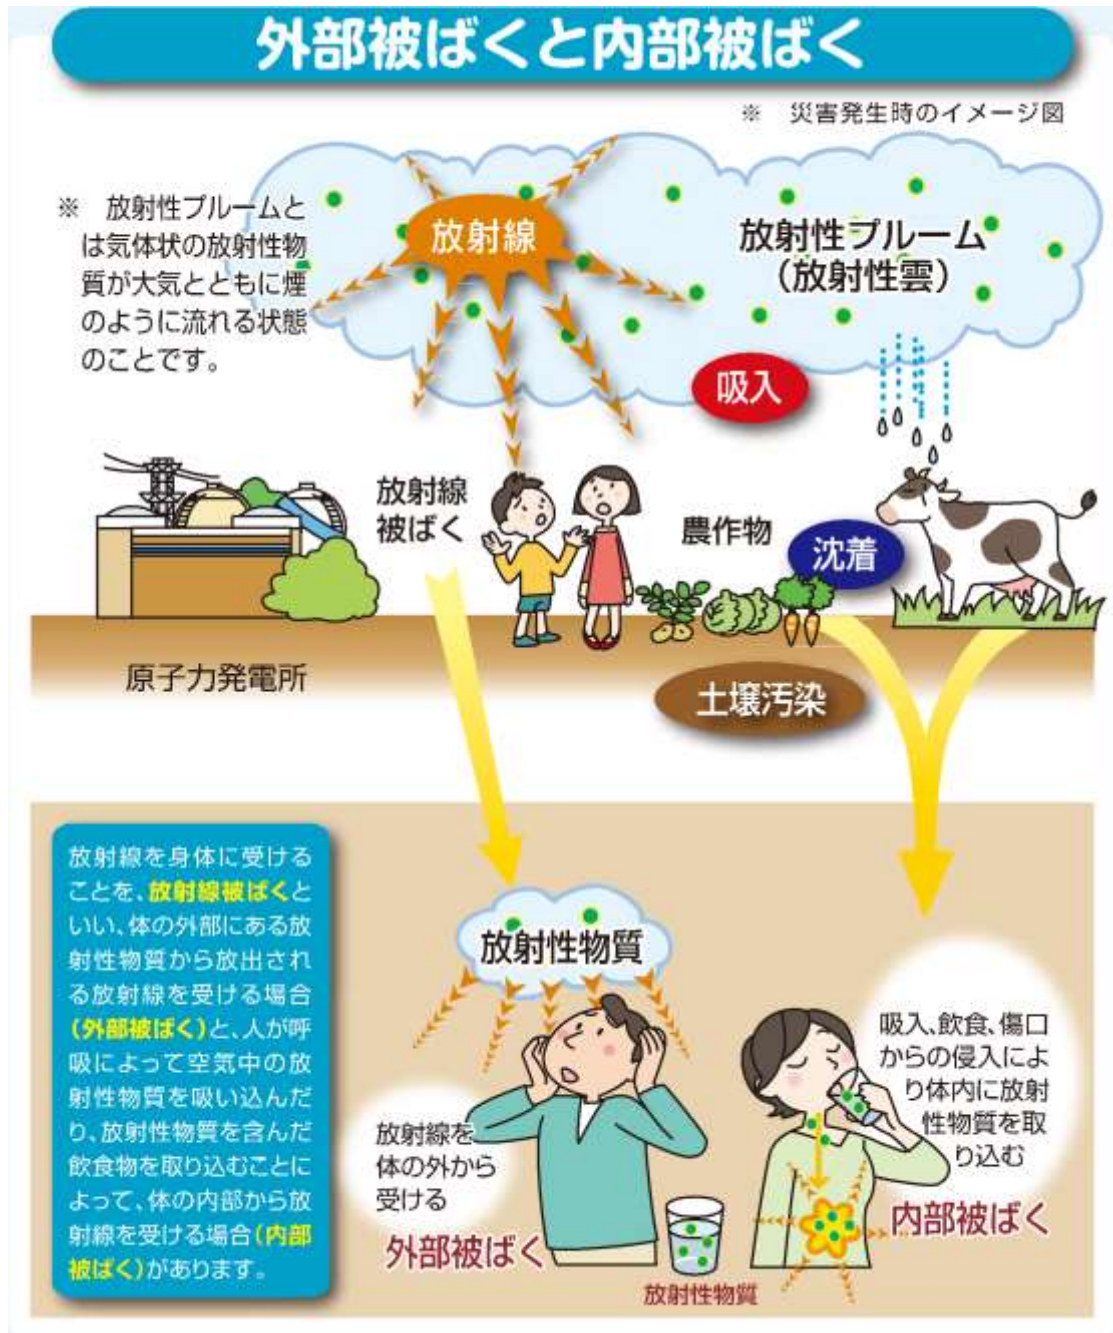 外部被ばくと内部被ばく
※ 災害発生時のイメージ図
※ 放射性プルームと
は気体状の放射性物
質が大気とともに煙
のように流れる状態
のことです。
放射線
放射性プルーム
（放射性雲）
吸入
放射線
被ばく
農作物
沈着
原子力発電所
土壌汚染
放射線を身体に受ける
ことを、放射線被ばくと
いい、体の外部にある放
射性物質から放出され
る放射線を受ける場合
（外部被ばく）と、人が呼
吸によって空気中の放
射性物質を吸い込んだ
り、放射性物質を含んだ
飲食物を取り込むことに
よって、体の内部から放
射線を受ける場合（内部
被ばく）があります。
放射性物質
放射線を
体の外から
受ける
外部被ばく
放射性物質
吸入、飲食、傷口
からの侵入によ
り体内に放射
性物質を取
り込む
内部被ばく